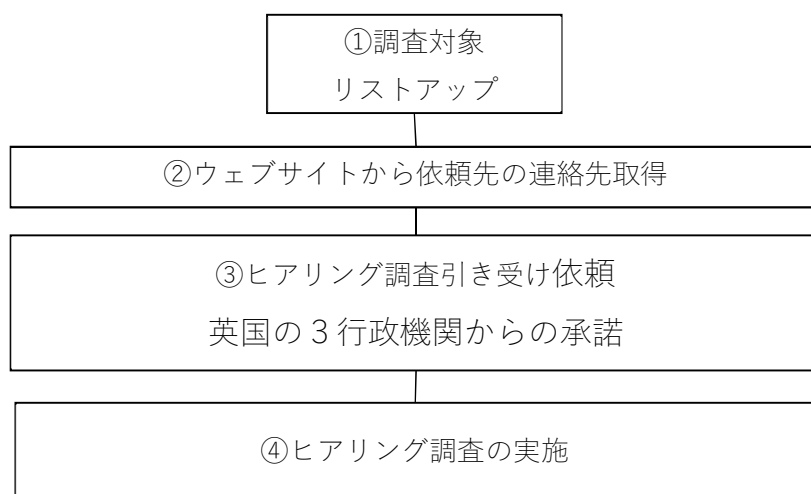 ①調査対象
リストアップ
②ウェブサイトから依頼先の連絡先取得
③ヒアリング調査引き受け依頼
英国の３行政機関からの承諾
④ヒアリング調査の実施